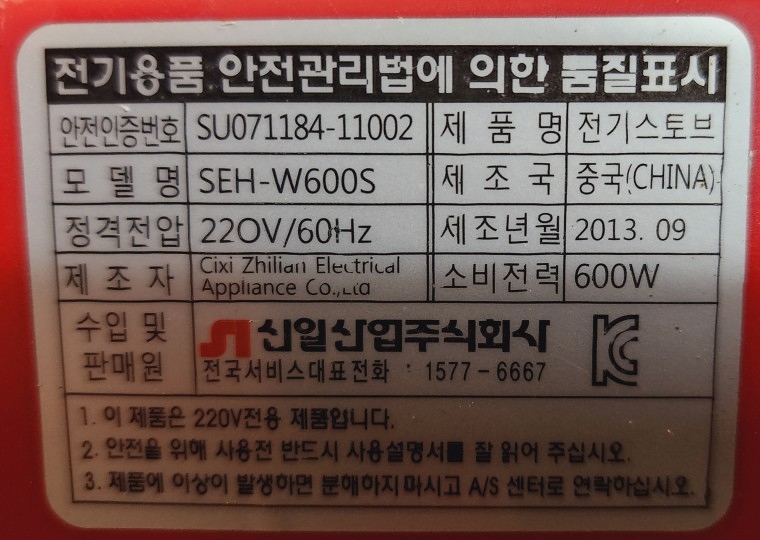 전기용품 안전관리법에 의한 품질표시
안전인증번호 SU071184-11002 제 품 명 전기스토브
모 델 명 SEH-W600S 제 조 국 중국(CHINA)
정격전압 220V/60Hz 제조년월 2013. 09
제 조 자 Cixi Zhilian Electrical Appliance Co.,Ltd 소비전력 600W
수입 및 판매원 신일산업주식회사
전국서비스대표전화 : 1577-6667
1. 이 제품은 220V전용 제품입니다.
2. 안전을 위해 사용전 반드시 사용설명서를 잘 읽어 주십시오.
3. 제품에 이상이 발생하면 분해하지마시고 A/S 센터로 연락하십시오.